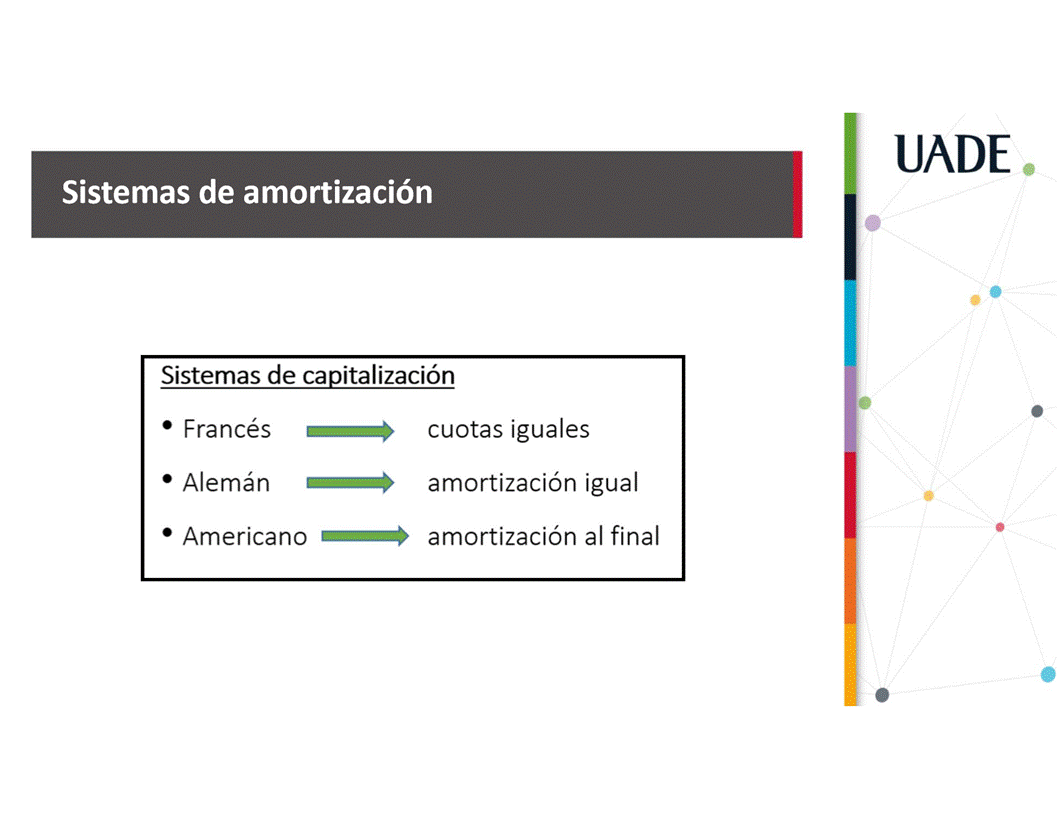 UADE
Sistemas de amortización
Sistemas de capitalización
• Francés cuotas iguales
• Alemán amortización igual
• Americano amortización al final